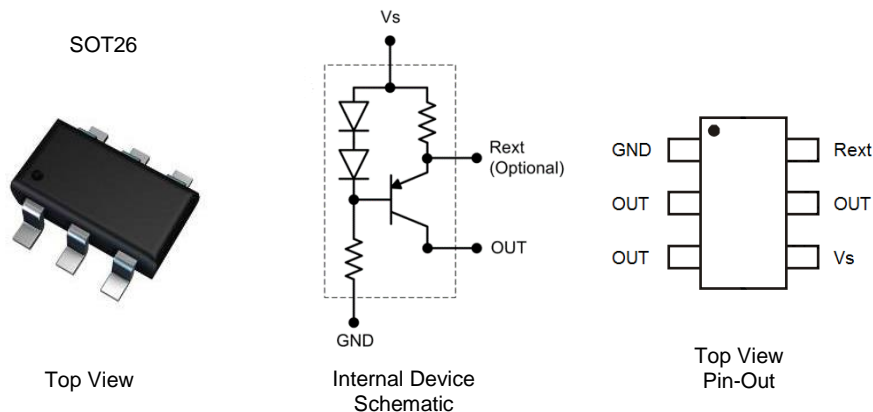 SOT26
Top View
Vs
Rext
(Optional)
OUT
GND
Internal Device
Schematic
GND
Rext
OUT
OUT
OUT
Vs
Top View
Pin-Out